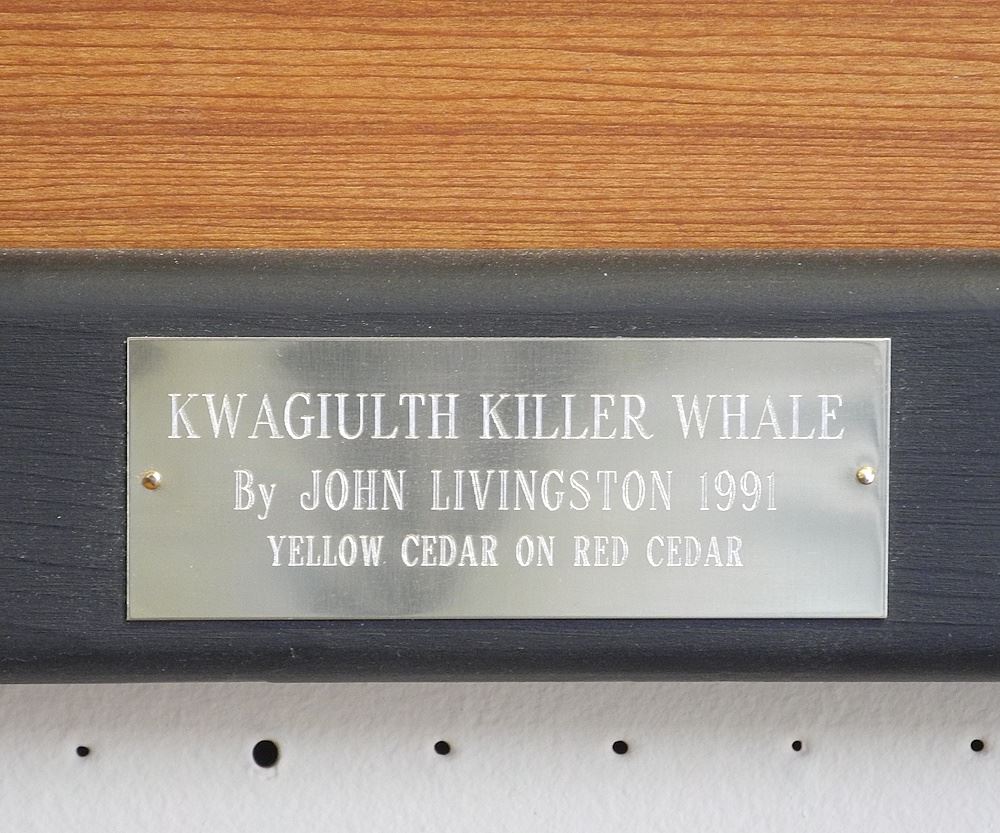 KWAGIULTH KILLER WHALE
By JOHN LIVINGSTON 1991
YELLOW CEDAR ON RED CEDAR